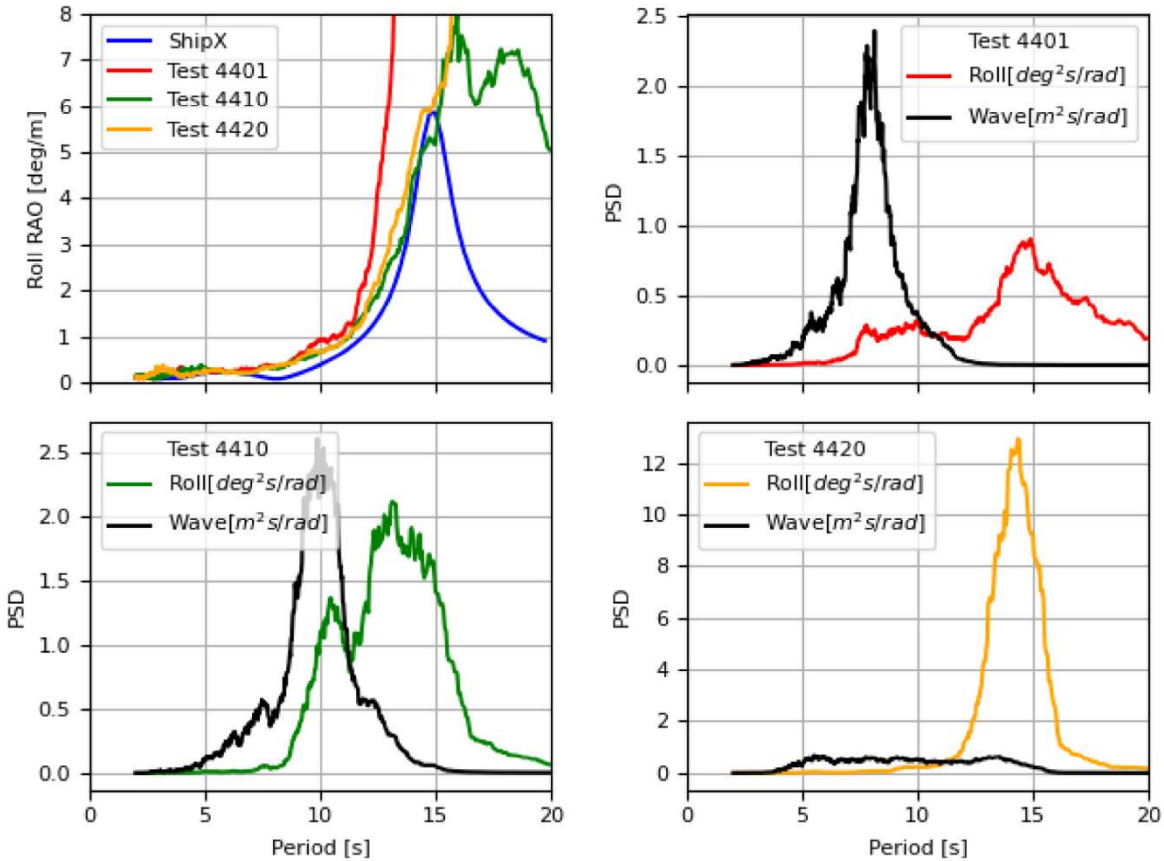 8
7
6
5
4
3
2
1
0
Roll RAO [deg/m]
ShipX
Test 4401
Test 4410
Test 4420
2.5
2.0
1.5
1.0
0.5
0.0
PSD
Test 4401
Roll[deg²s/rad]
Wave[m²s/rad]
2.5
2.0
1.5
1.0
0.5
0.0
PSD
Test 4410
Roll[deg²s/rad]
Wave[m²s/rad]
0 5 10 15 20
Period [s]
12
10
8
6
4
2
0
PSD
Test 4420
Roll[deg²s/rad]
Wave[m²s/rad]
0 5 10 15 20
Period [s]